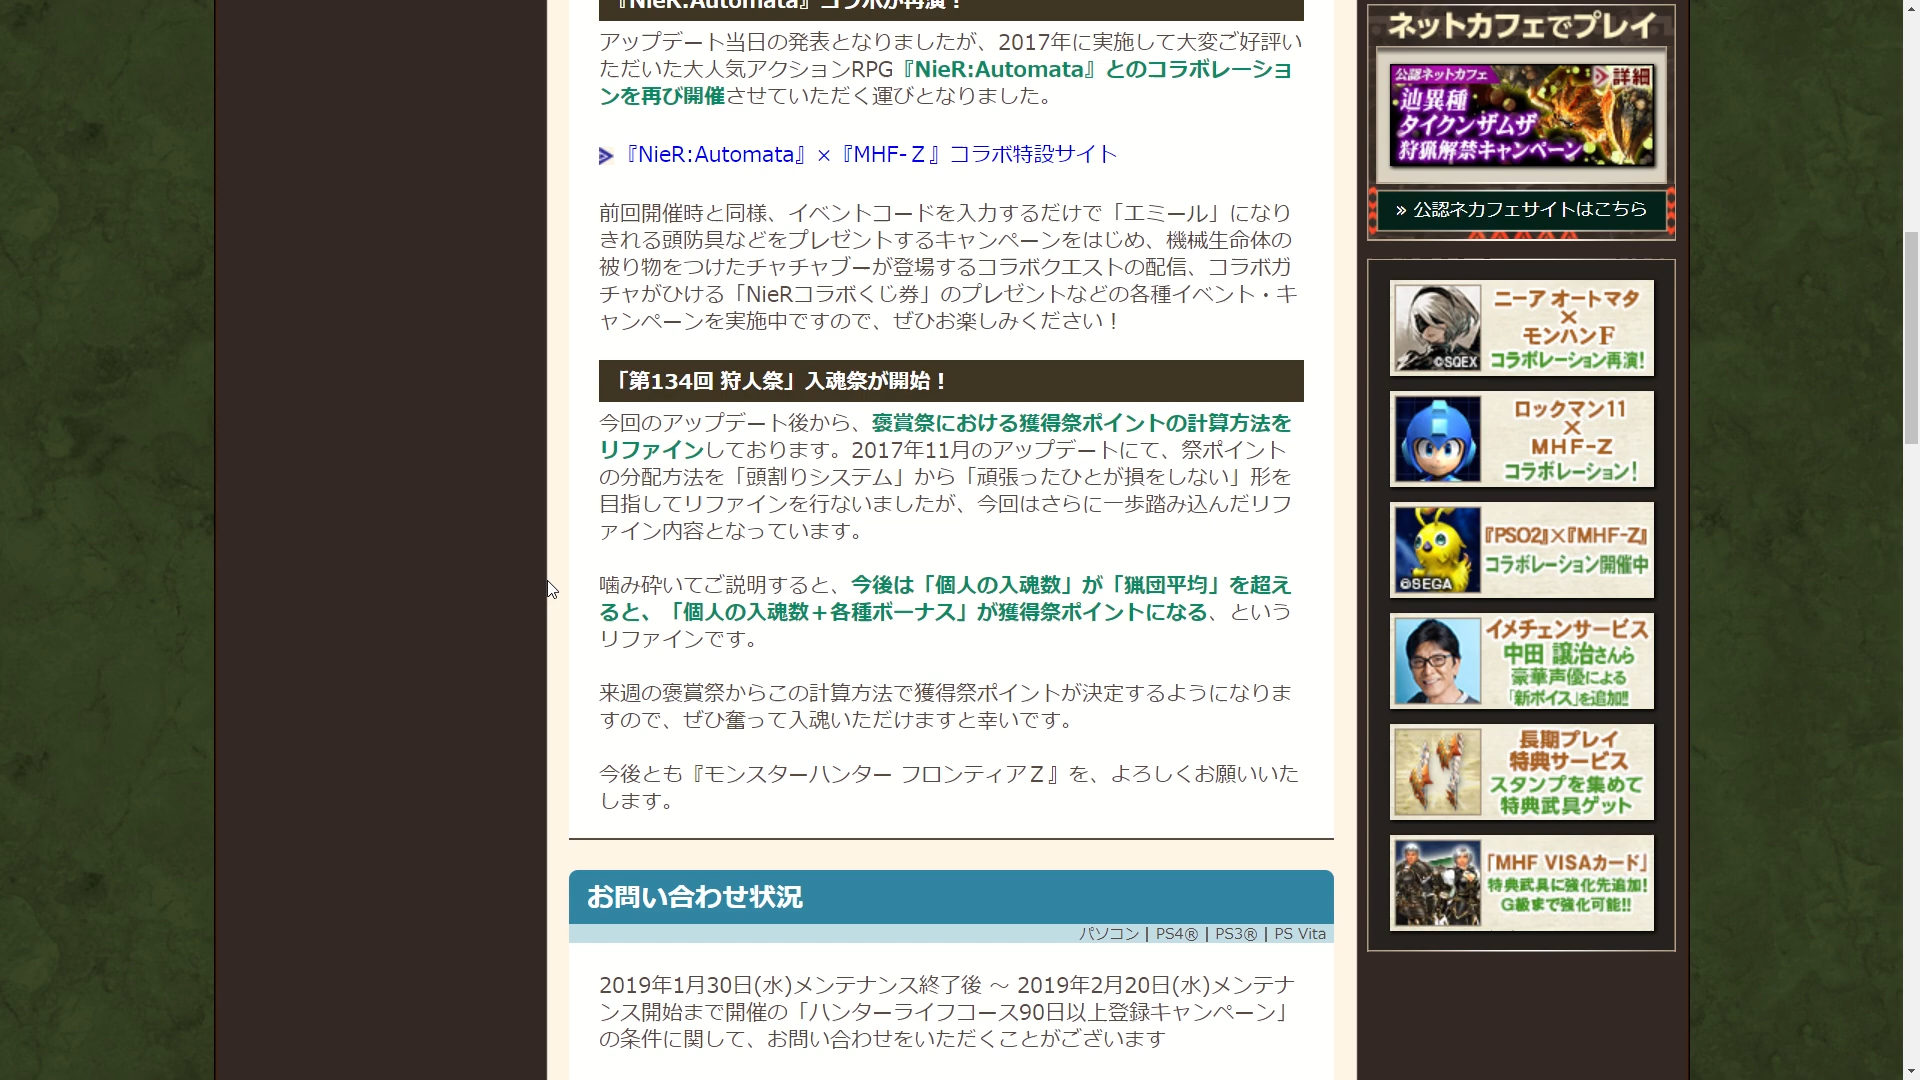 『NieR:Automata』コラボが再演！
アップデート当日の発表となりましたが、2017年に実施して大変ご好評い
ただいた大人気アクションRPG『NieR:Automata』とのコラボレーショ
ンを再び開催させていただく運びとなりました。
『NieR:Automata』×『MHF-Ｚ』コラボ特設サイト
前回開催時と同様、イベントコードを入力するだけで「エミール」になり
きれる頭防具などをプレゼントするキャンペーンをはじめ、機械生命体の
被り物をつけたチャチャブーが登場するコラボクエストの配信、コラボガ
チャがひける「NieRコラボくじ券」のプレゼントなどの各種イベント・キ
ャンペーンを実施中ですので、ぜひお楽しみください！
「第134回 狩人祭」入魂祭が開始！
今回のアップデート後から、褒賞祭における獲得祭ポイントの計算方法を
リファインしております。2017年11月のアップデートにて、祭ポイント
の分配方法を「頭割りシステム」から「頑張ったひとが損をしない」形を
目指してリファインを行ないましたが、今回はさらに一歩踏み込んだリフ
ァイン内容となっています。
噛み砕いてご説明すると、今後は「個人の入魂数」が「猟団平均」を超え
ると、「個人の入魂数＋各種ボーナス」が獲得祭ポイントになる、という
リファインです。
来週の褒賞祭からこの計算方法で獲得祭ポイントが決定するようになりま
すので、ぜひ奮って入魂いただけますと幸いです。
今後とも『モンスターハンター フロンティアＺ』を、よろしくお願いいた
します。
お問い合わせ状況
パソコン | PS4® | PS3® | PS Vita
2019年1月30日(水)メンテナンス終了後 ～ 2019年2月20日(水)メンテナ
ンス開始まで開催の「ハンターライフコース90日以上登録キャンペーン」
の条件に関して、お問い合わせをいただくことがございます
ネットカフェでプレイ
公認ネットカフェ
詳細
辿異種
タイクンザムザ
狩猟解禁キャンペーン
» 公認ネカフェサイトはこちら
ニーア オートマタ
×
モンハンF
コラボレーション再演!
©SQEX
ロックマン11
×
MHF-Z
コラボレーション!
『PSO2』×『MHF-Z』
コラボレーション開催中
©SEGA
イメチェンサービス
中田 譲治さんら
豪華声優による
「新ボイス」を追加!!
長期プレイ
特典サービス
スタンプを集めて
特典武具ゲット
「MHF VISAカード」
特典武具に強化先追加!
G級まで強化可能!!